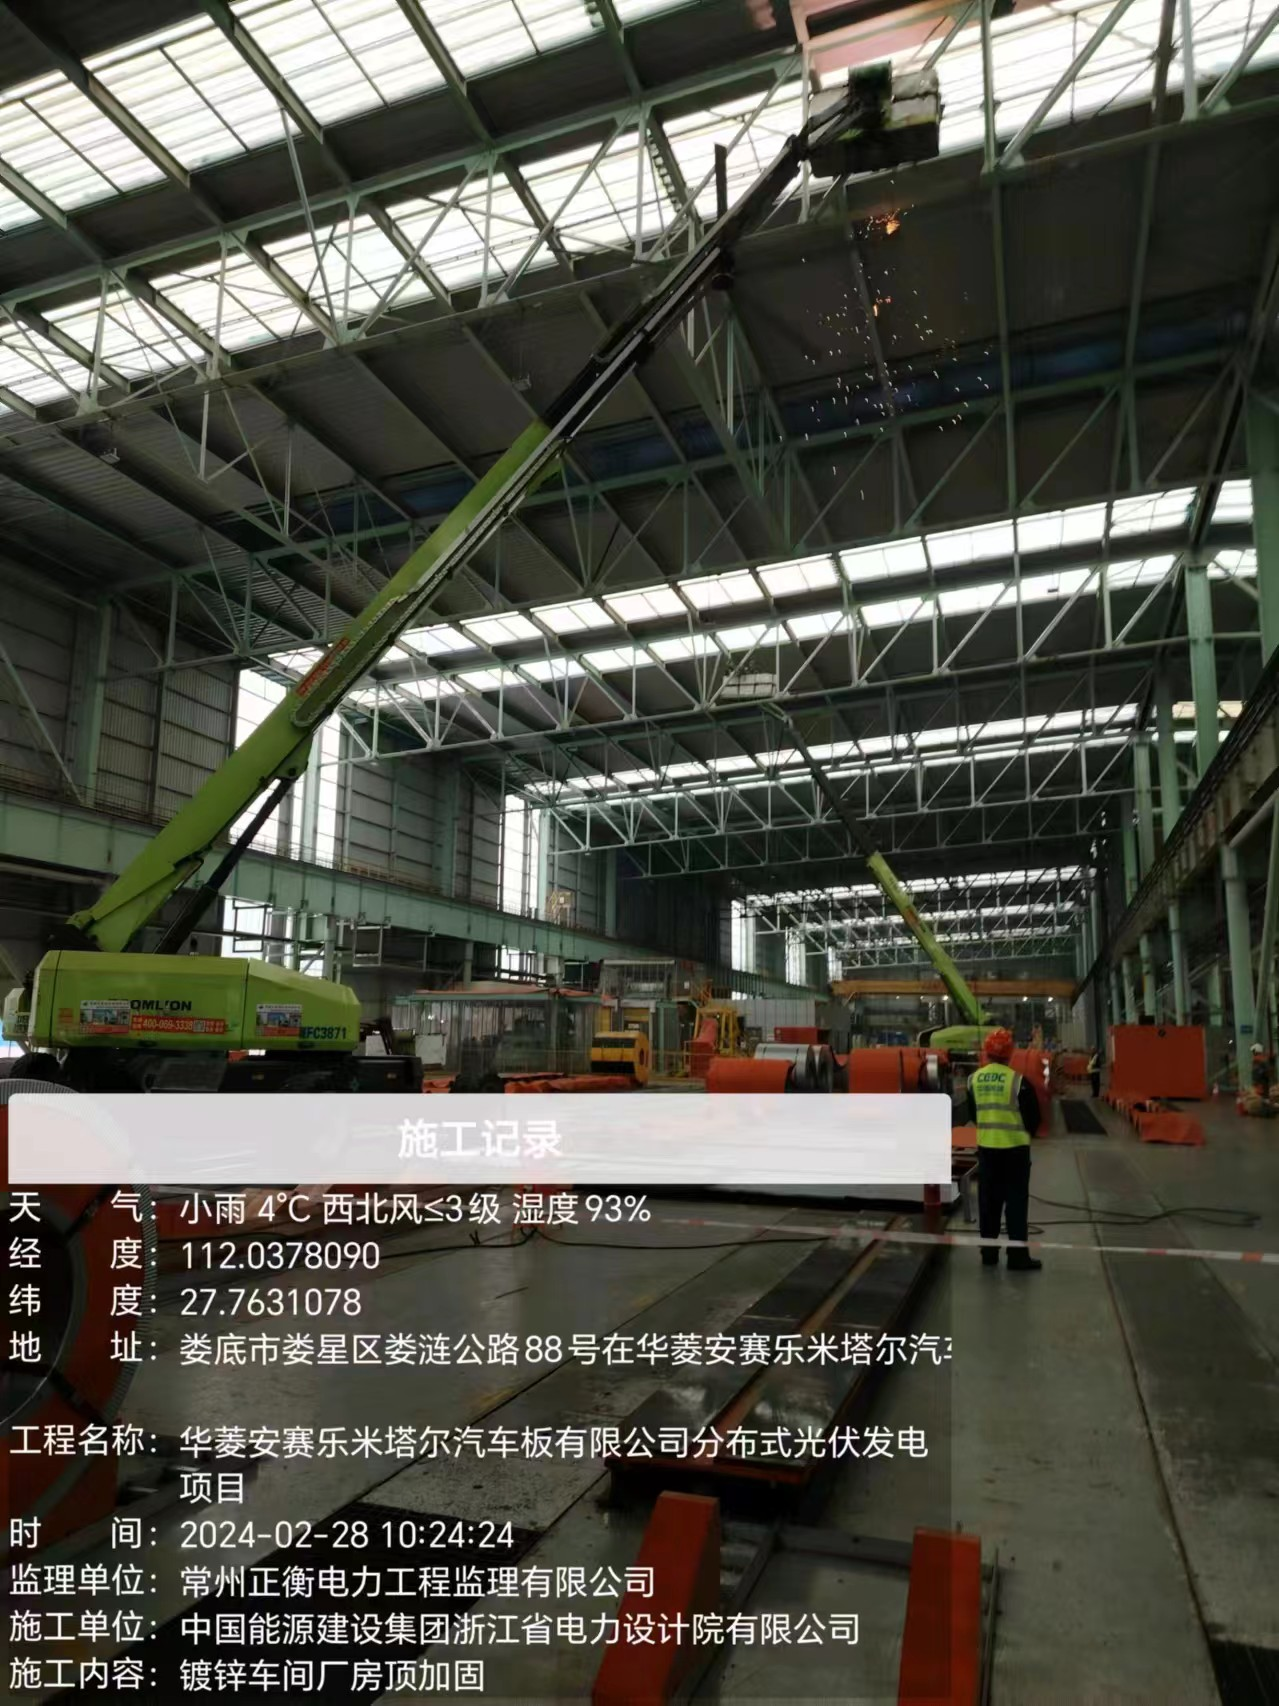 OMLION
400-069-3338
FC3871
施工记录
天 气：小雨 4℃ 西北风≤3级 湿度93%
经 度：112.0378090
纬 度：27.7631078
地 址：娄底市娄星区娄涟公路88号在华菱安赛乐米塔尔汽车
工程名称：华菱安赛乐米塔尔汽车板有限公司分布式光伏发电
项目
时 间：2024-02-28 10:24:24
监理单位：常州正衡电力工程监理有限公司
施工单位：中国能源建设集团浙江省电力设计院有限公司
施工内容：镀锌车间厂房顶加固